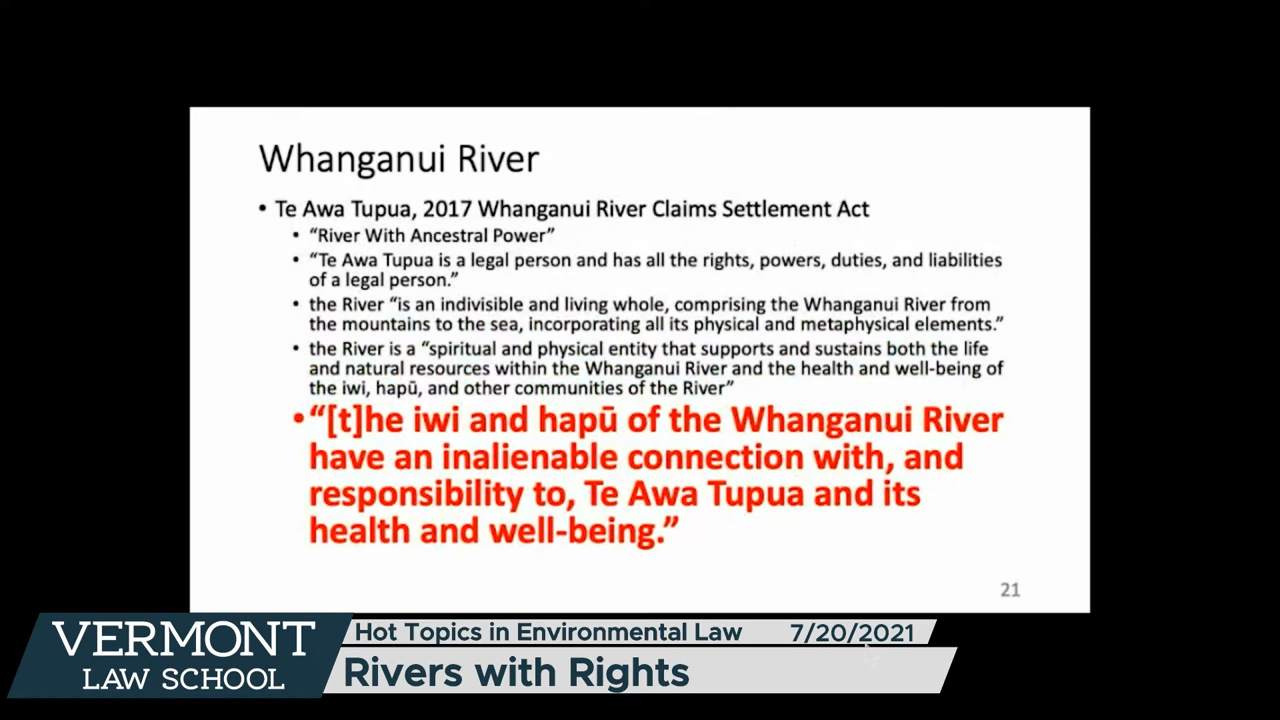 Whanganui River
• Te Awa Tupua, 2017 Whanganui River Claims Settlement Act
• “River With Ancestral Power”
• “Te Awa Tupua is a legal person and has all the rights, powers, duties, and liabilities
of a legal person.”
• the River “is an indivisible and living whole, comprising the Whanganui River from
the mountains to the sea, incorporating all its physical and metaphysical elements.”
• the River is a “spiritual and physical entity that supports and sustains both the life
and natural resources within the Whanganui River and the health and well-being of
the iwi, hapū, and other communities of the River”
• “[t]he iwi and hapū of the Whanganui River
have an inalienable connection with, and
responsibility to, Te Awa Tupua and its
health and well-being.”
21
VERMONT
LAW SCHOOL
Hot Topics in Environmental Law 7/20/2021
Rivers with Rights